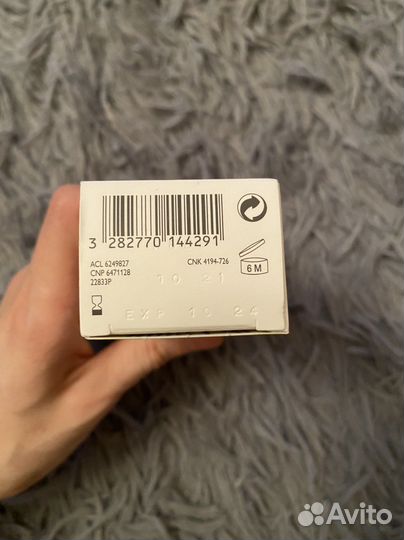 3 282770 144291
ACL 6249827
CNP 6471128
22833P
CNK 4194-726
6 M
10 21
EXP 10 24
Avito